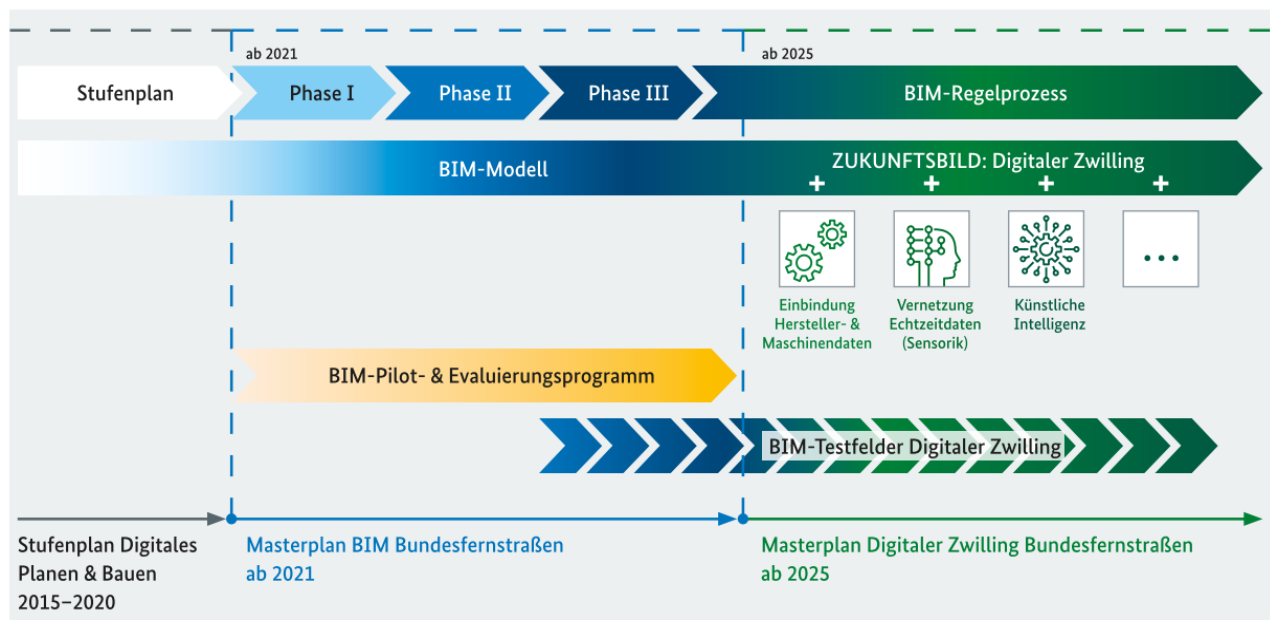 ab 2021
ab 2025
Stufenplan
Phase I
Phase II
Phase III
BIM-Regelprozess
BIM-Modell
ZUKUNFTSBILD: Digitaler Zwilling
+ + + +
...
Einbindung
Hersteller- &
Maschinendaten
Vernetzung
Echtzeitdaten
(Sensorik)
Künstliche
Intelligenz
BIM-Pilot- & Evaluierungsprogramm
BIM-Testfelder Digitaler Zwilling
Stufenplan Digitales
Planen & Bauen
2015–2020
Masterplan BIM Bundesfernstraßen
ab 2021
Masterplan Digitaler Zwilling Bundesfernstraßen
ab 2025